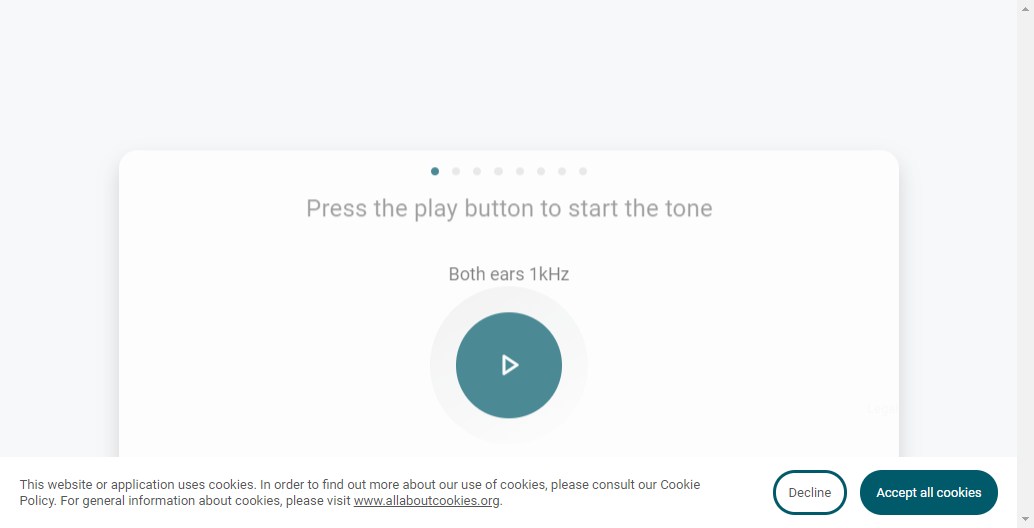 Press the play button to start the tone
Both ears 1kHz
This website or application uses cookies. In order to find out more about our use of cookies, please consult our Cookie
Policy. For general information about cookies, please visit www.allaboutcookies.org.
Decline
Accept all cookies